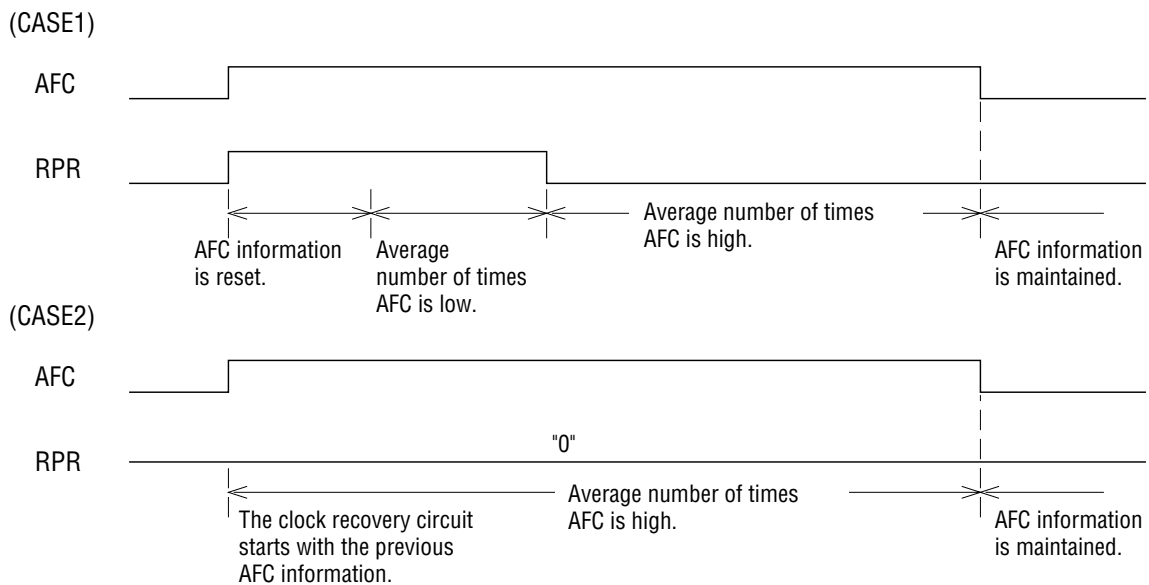 (CASE1)
AFC
RPR
AFC information
is reset.
Average
number of times
AFC is low.
Average number of times
AFC is high.
AFC information
is maintained.
(CASE2)
AFC
RPR
"0"
The clock recovery circuit
starts with the previous
AFC information.
Average number of times
AFC is high.
AFC information
is maintained.